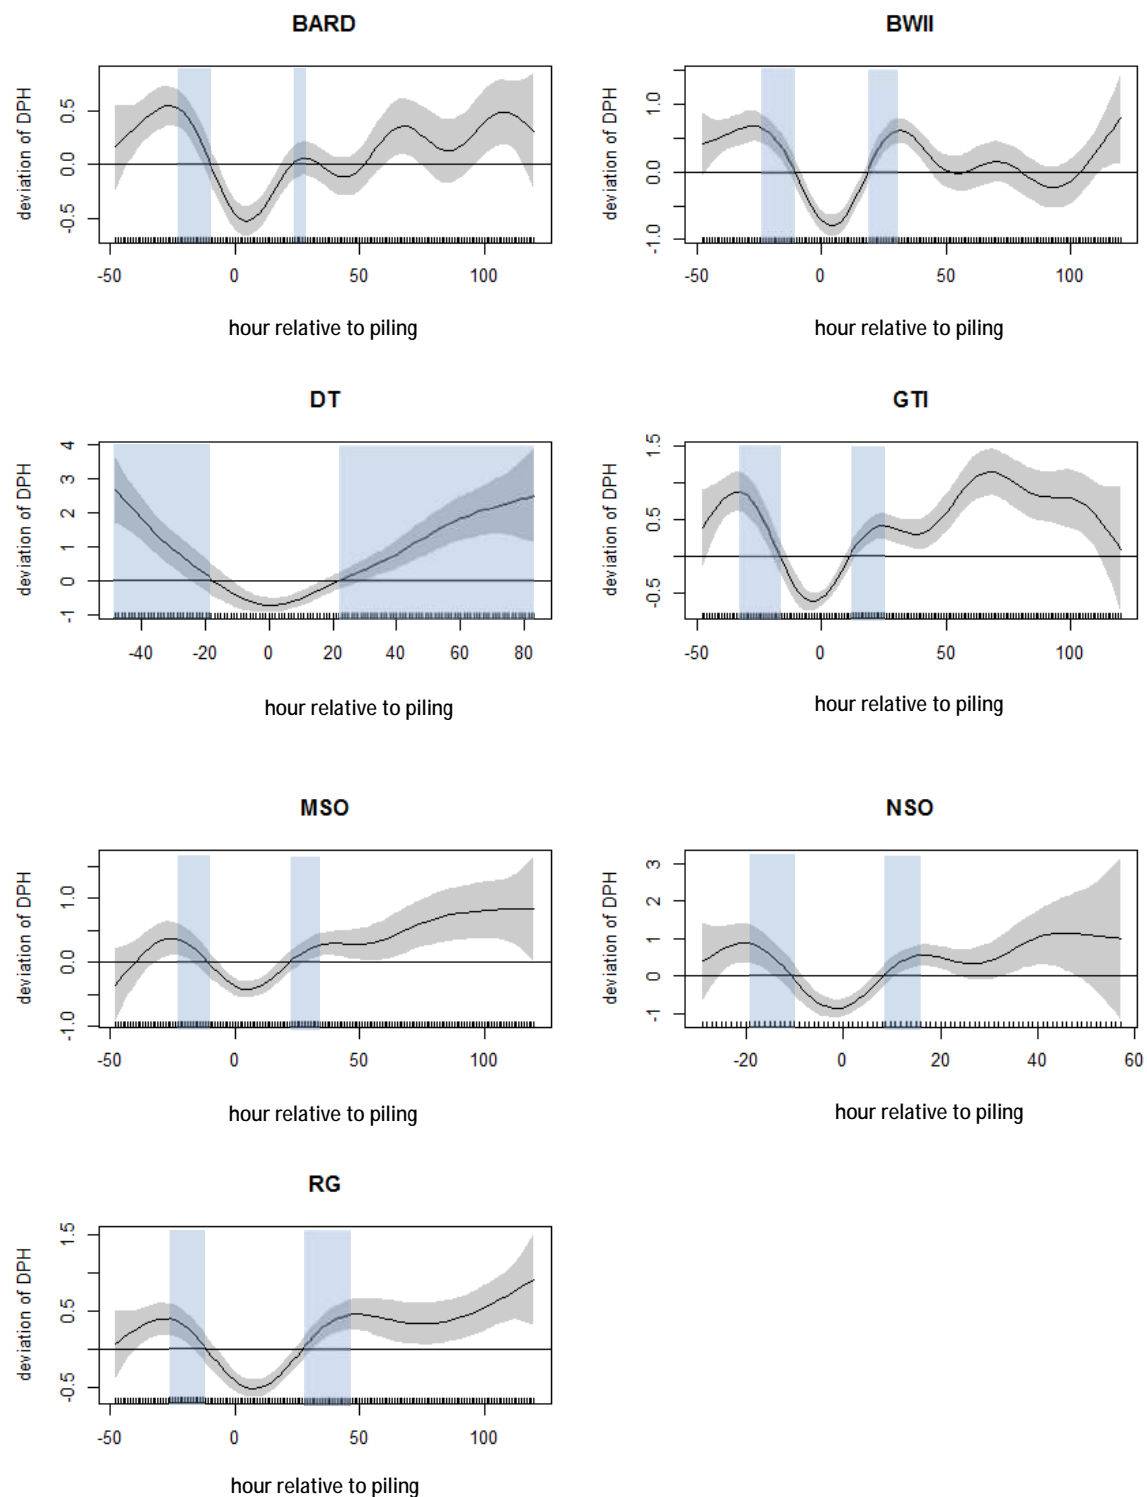 BARD
deviation of DPH
0.5
0.0
-0.5
-50 0 50 100
hour relative to piling
BWII
deviation of DPH
1.0
0.0
-1.0
-50 0 50 100
hour relative to piling
DT
deviation of DPH
4
3
2
1
0
-1
-40 -20 0 20 40 60 80
hour relative to piling
GTI
deviation of DPH
1.5
0.5
-0.5
-50 0 50 100
hour relative to piling
MSO
deviation of DPH
1.0
0.0
-1.0
-50 0 50 100
hour relative to piling
NSO
deviation of DPH
3
2
1
0
-1
-20 0 20 40 60
hour relative to piling
RG
deviation of DPH
1.5
0.5
-0.5
-50 0 50 100
hour relative to piling